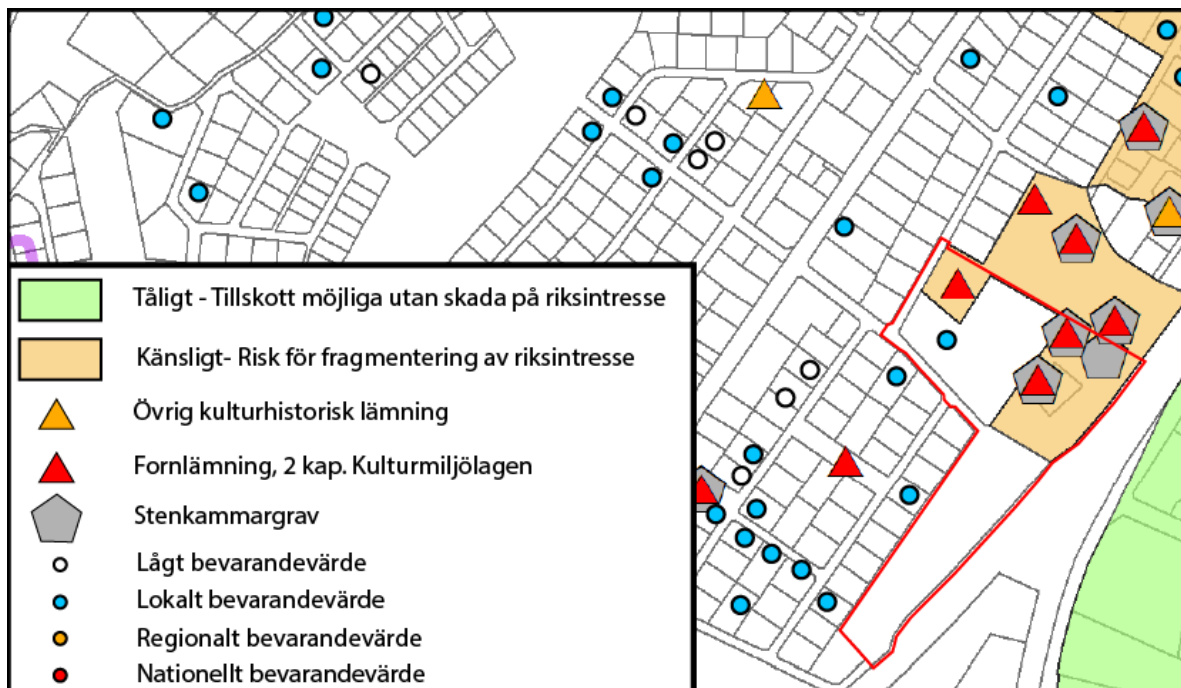 Tåligt - Tillskott möjliga utan skada på riksintresse
Känsligt- Risk för fragmentering av riksintresse
Övrig kulturhistorisk lämning
Fornlämning, 2 kap. Kulturmiljölagen
Stenkammargrav
Lågt bevarandevärde
Lokalt bevarandevärde
Regionalt bevarandevärde
Nationellt bevarandevärde